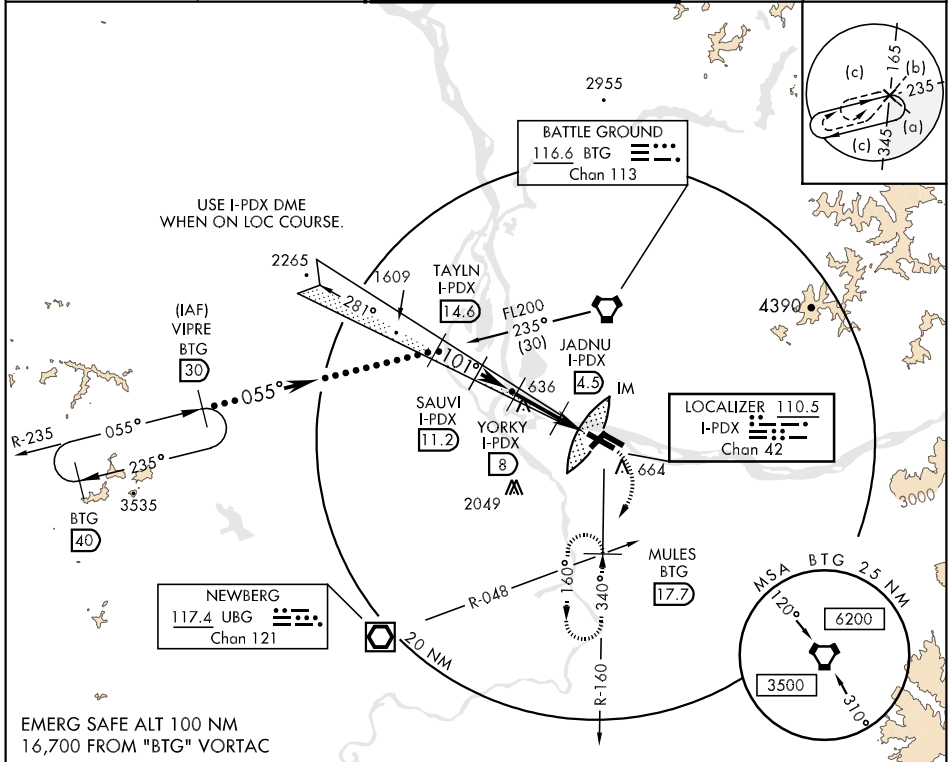 165
(c)
(b)
235
(a)
(c)
345
2955
BATTLE GROUND
116.6 BTG
Chan 113
USE I-PDX DME
WHEN ON LOC COURSE.
2265
1609
281°
TAYLN
I-PDX
14.6
FL200
235°
(30)
4390
(IAF)
VIPRE
BTG
30
101°
JADNU
I-PDX
4.5
636
IM
055°
SAUVI
I-PDX
11.2
YORKY
I-PDX
8
LOCALIZER 110.5
I-PDX
Chan 42
R-235
055°
235°
3535
BTG
40
2049
664
3000
MULES
BTG
17.7
160°
340°
R-048
NEWBERG
117.4 UBG
Chan 121
20 NM
R-160
MSA BTG 25 NM
120°
6200
3500
310°
EMERG SAFE ALT 100 NM
16,700 FROM "BTG" VORTAC